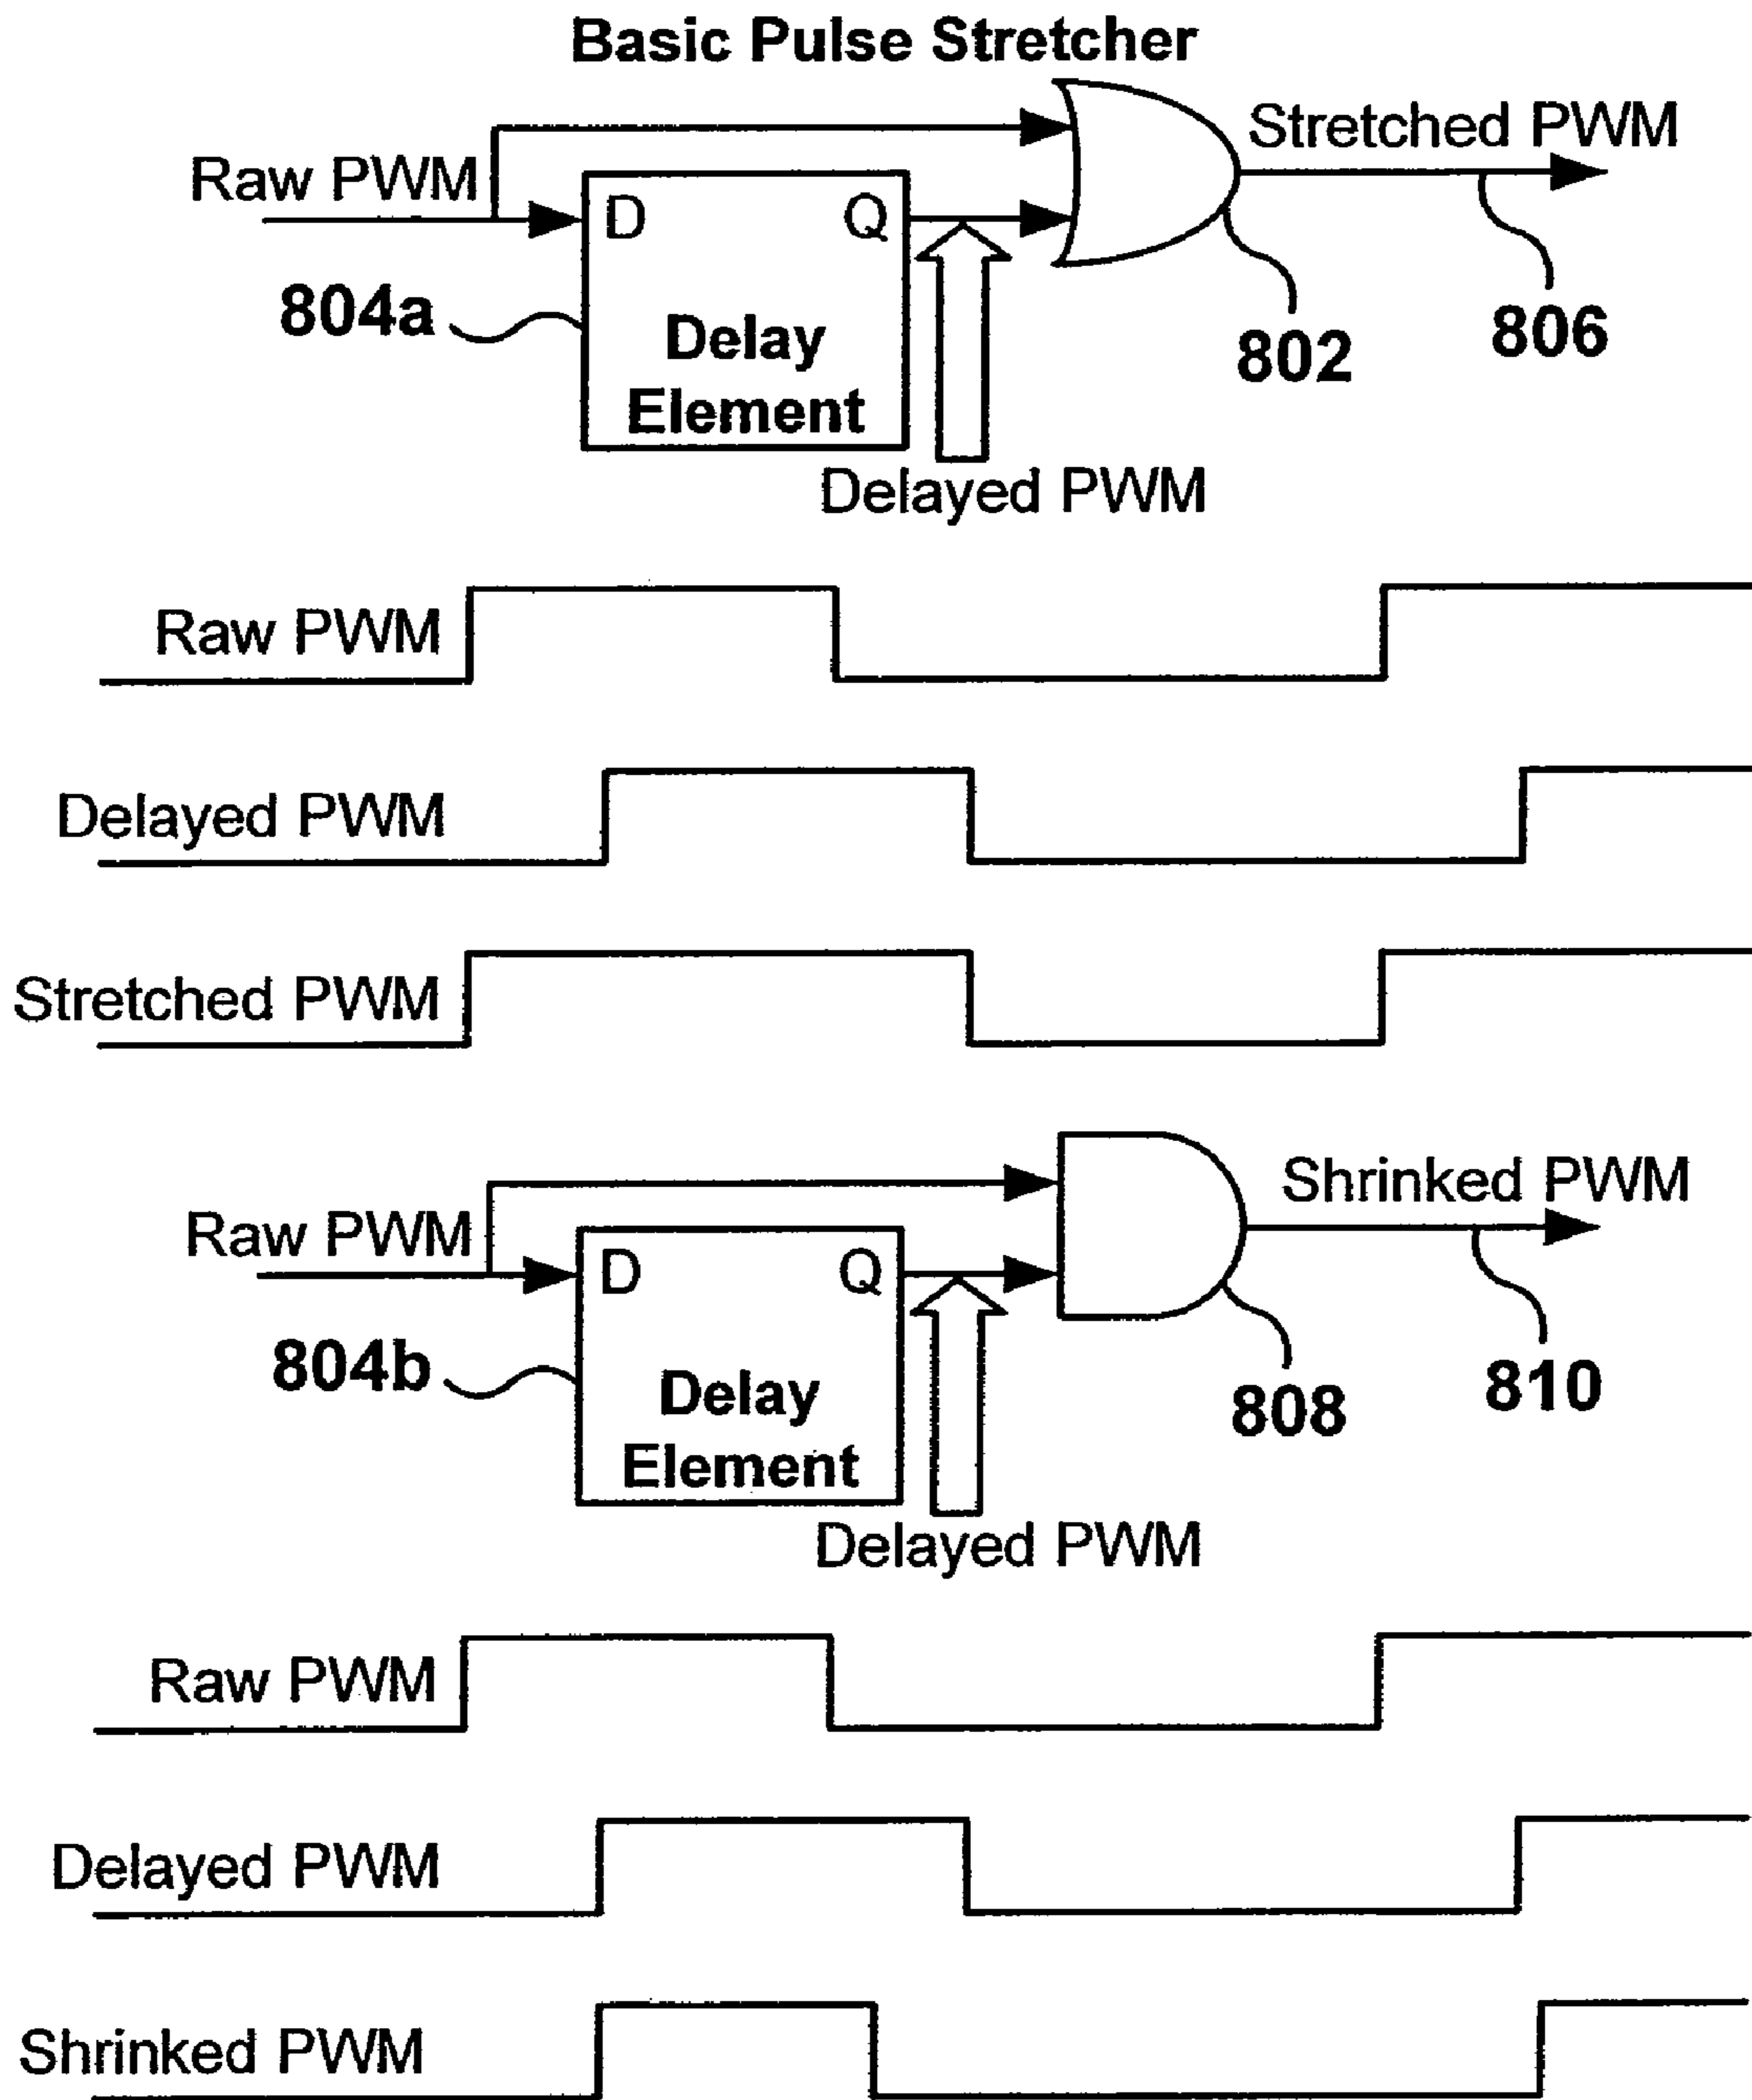 Basic Pulse Stretcher
Stretched PWM
Raw PWM
D Q
804a
Delay
Element
802
806
Delayed PWM
Raw PWM
Delayed PWM
Stretched PWM
Shrinked PWM
Raw PWM
D Q
804b
Delay
Element
808
810
Delayed PWM
Raw PWM
Delayed PWM
Shrinked PWM